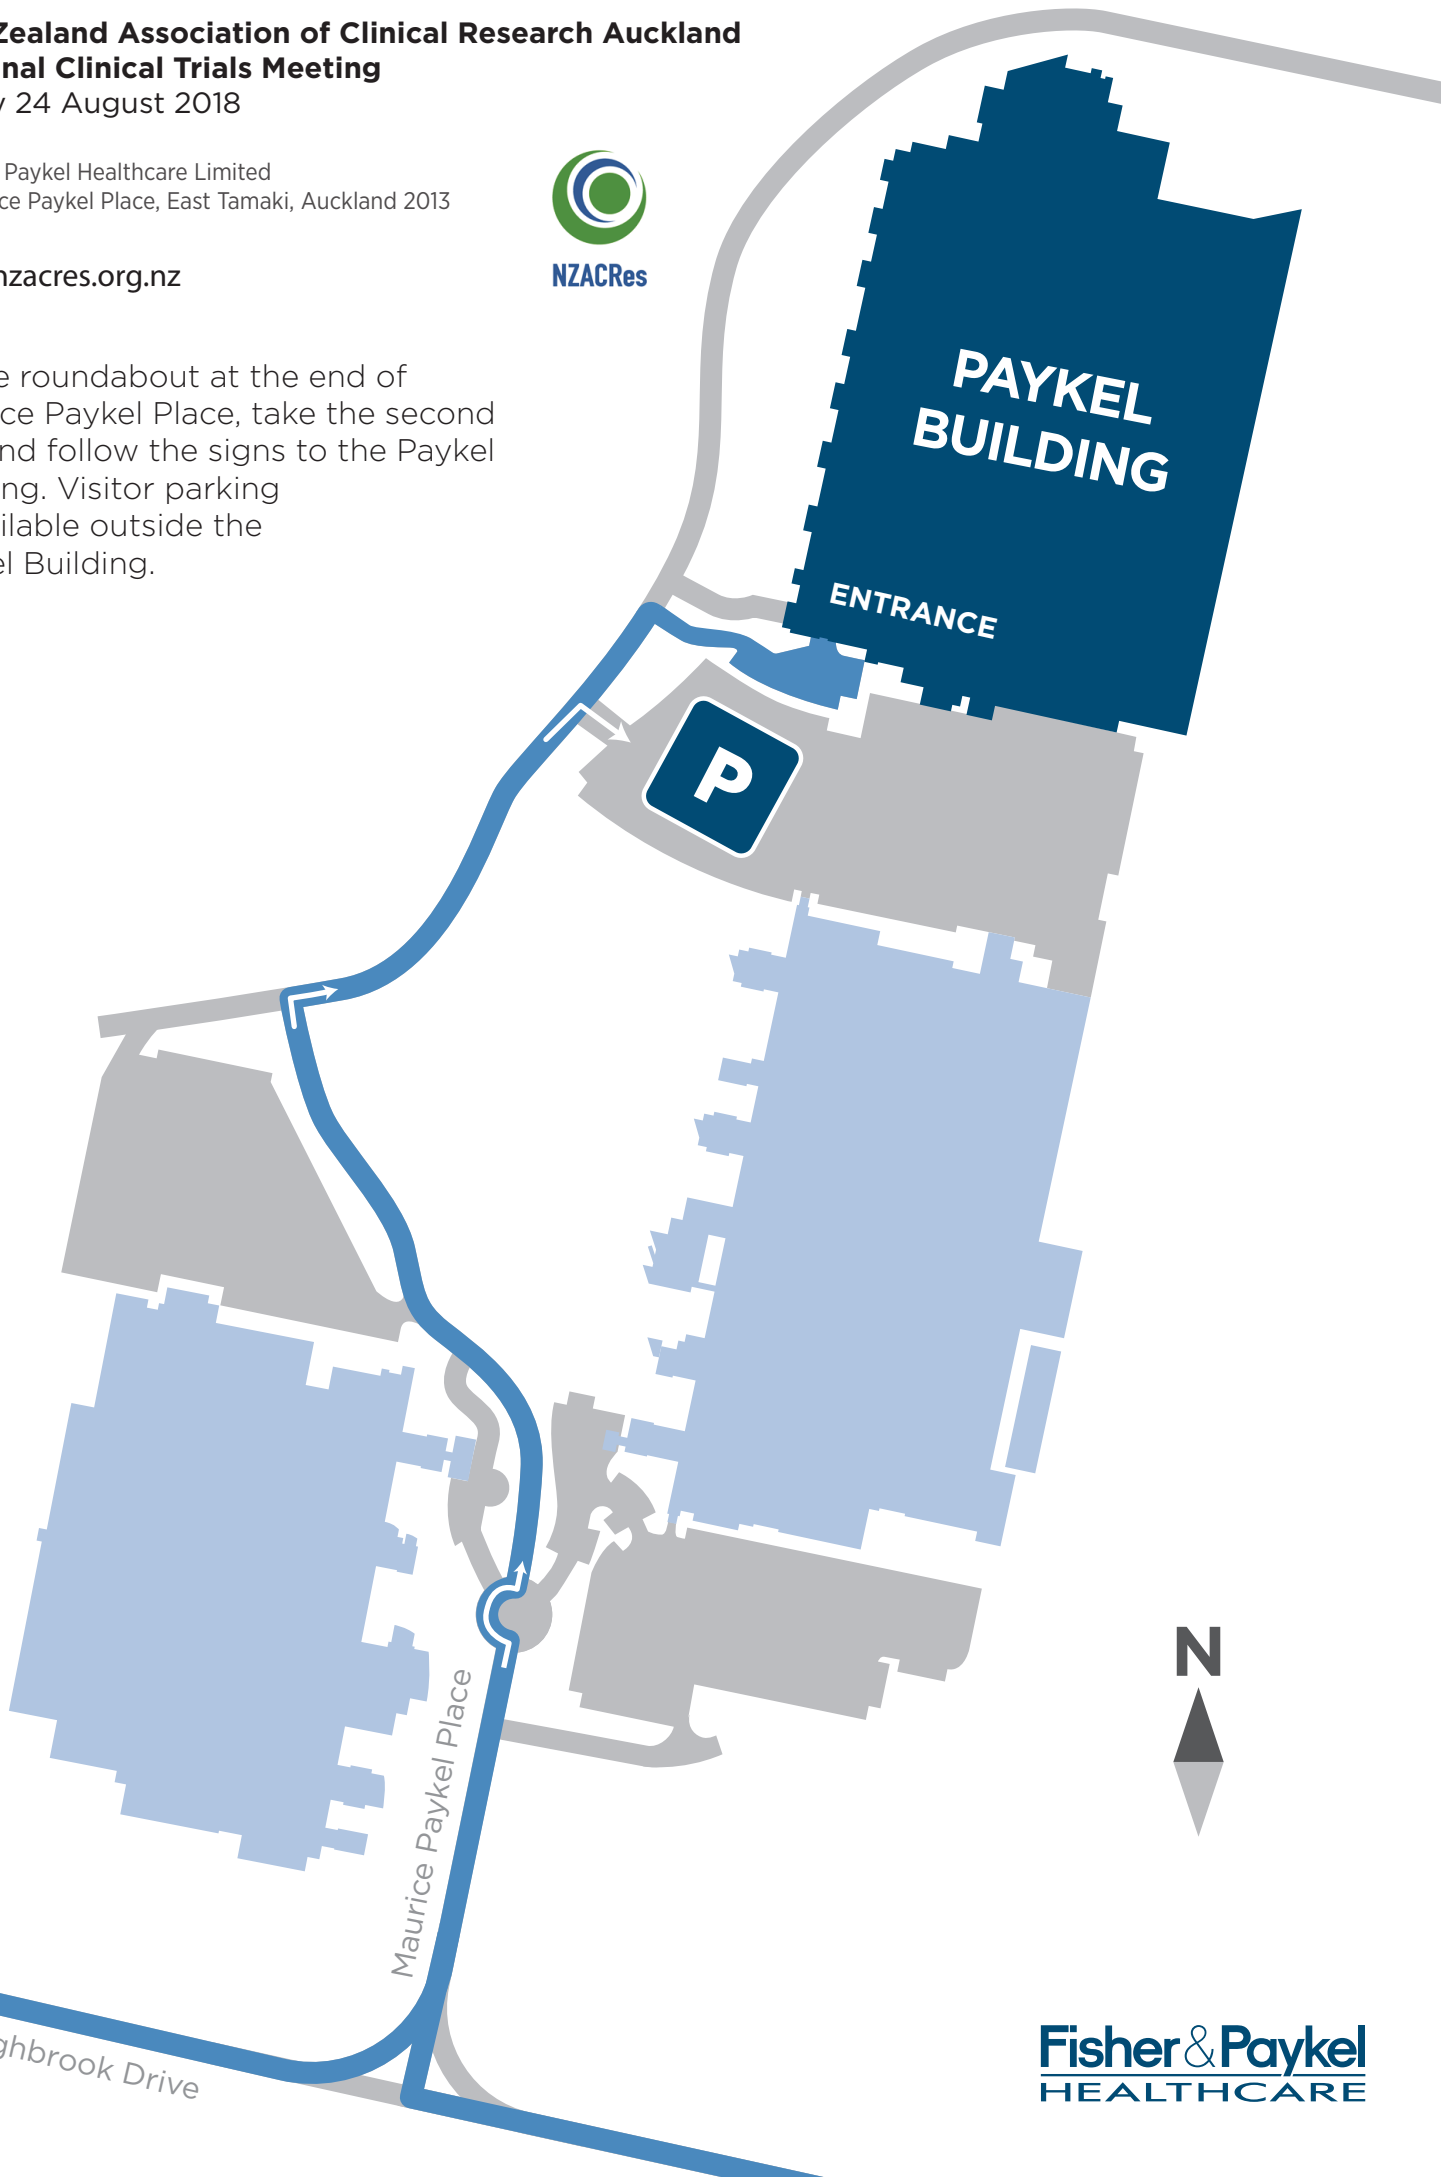 Zealand Association of Clinical Research Auckland
nal Clinical Trials Meeting
y 24 August 2018
Paykel Healthcare Limited
ce Paykel Place, East Tamaki, Auckland 2013
nzacres.org.nz
NZACRes
e roundabout at the end of
ce Paykel Place, take the second
nd follow the signs to the Paykel
ng. Visitor parking
ilable outside the
el Building.
PAYKEL
BUILDING
ENTRANCE
P
N
Maurice Paykel Place
ghbrook Drive
Fisher&Paykel
HEALTHCARE